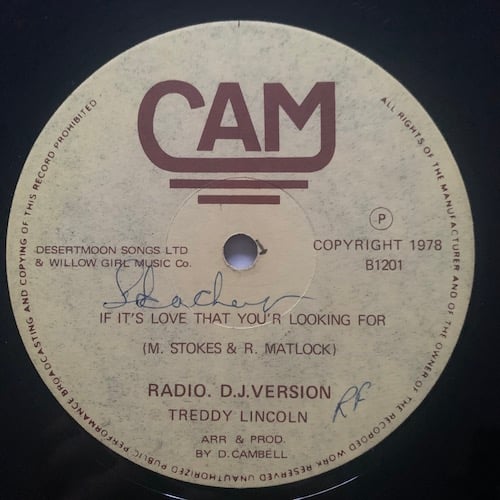 CAM
DESERTMOON SONGS LTD
& WILLOW GIRL MUSIC Co.
P
COPYRIGHT 1978
B1201
IF IT'S LOVE THAT YOU'R LOOKING FOR
(M. STOKES & R. MATLOCK)
RADIO. D.J.VERSION
TREDDY LINCOLN
RF
ARR & PROD.
BY D. CAMBELL
ALL RIGHTS OF THE MANUFACTURER AND OF THE OWNER OF THE RECORDED WORK RESERVED UNAUTHORIZED PUBLIC PERFORMANCE BROADCASTING AND COPYING OF THIS RECORD PROHIBITED